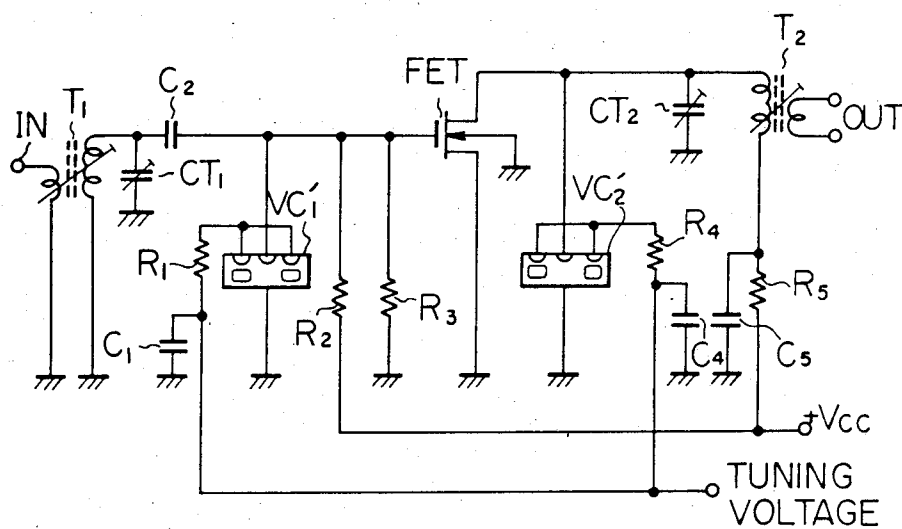 IN
T₁
C₂
CT₁
VC₁′
R₁
C₁
R₂
R₃
FET
CT₂
T₂
OUT
VC₂′
R₄
R₅
C₄
C₅
+Vcc
TUNING
VOLTAGE